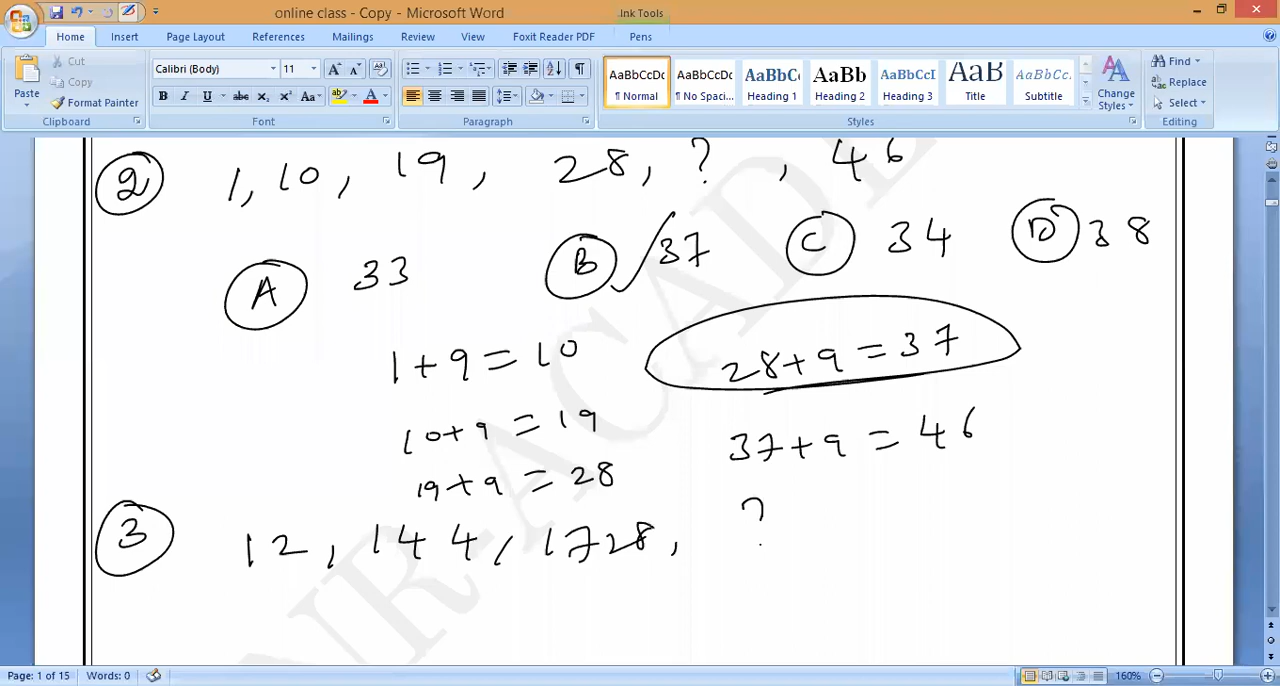 online class - Copy - Microsoft Word
Ink Tools
Home Insert Page Layout References Mailings Review View Foxit Reader PDF Pens
Paste Cut Copy Format Painter
Calibri (Body) 11
AaBbCcDc AaBbCcDc AaBbC AaBb AaBbCcI AaB AaBbCc.
¶ Normal ¶ No Spaci... Heading 1 Heading 2 Heading 3 Title Subtitle
Change Styles
Find Replace Select
Clipboard Font Paragraph Styles Editing
② 1, 10, 19, 28, ?, 46
Ⓐ 33 Ⓑ ✓37 Ⓒ 34 Ⓓ 38
1+9=10 28+9=37
10+9=19 37+9=46
19+9=28
③ 12, 144, 1728, ?
Page: 1 of 15 Words: 0 160%